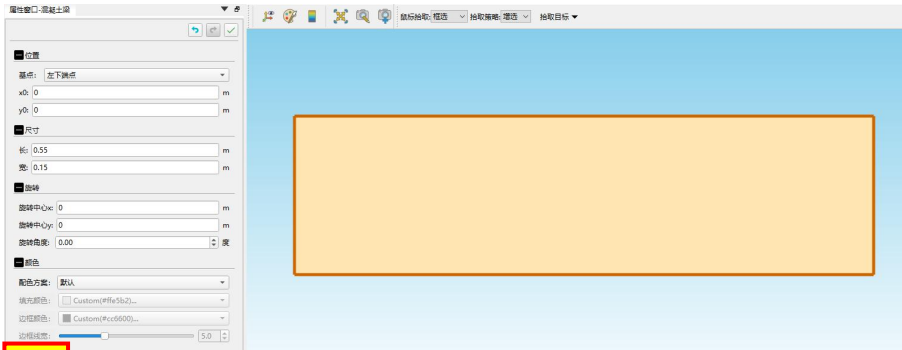 属性窗口-混凝土梁
鼠标拾取: 框选 拾取策略: 增选 拾取目标
位置
基点: 左下端点
x0: 0 m
y0: 0 m
尺寸
长: 0.55 m
宽: 0.15 m
旋转
旋转中心x: 0 m
旋转中心y: 0 m
旋转角度: 0.00 度
颜色
配色方案: 默认
填充颜色: Custom(#ffe5b2)...
边框颜色: Custom(#cc6600)...
边框线宽: 5.0